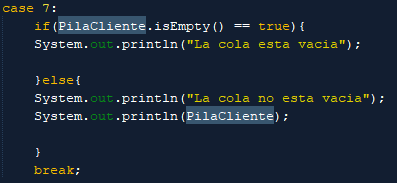 case 7:
if(PilaCliente.isEmpty() == true){
System.out.println("La cola esta vacia");
}else{
System.out.println("La cola no esta vacia");
System.out.println(PilaCliente);
}
break;